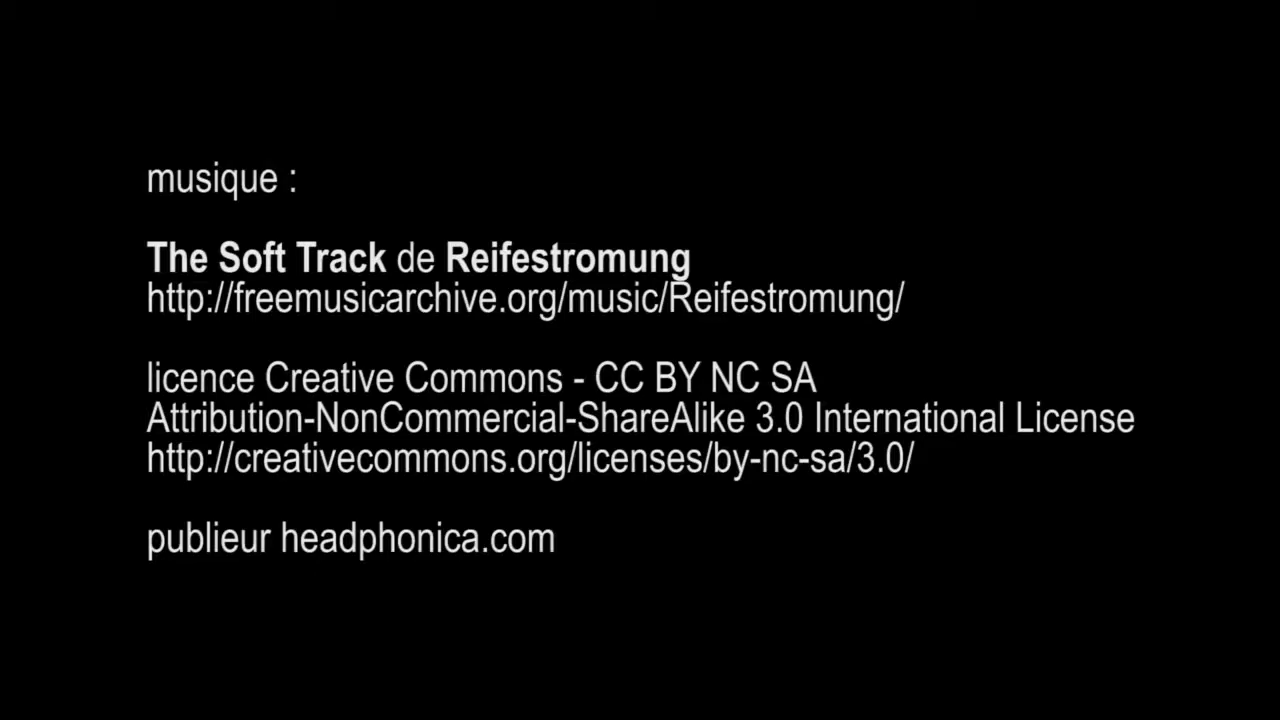 musique :
The Soft Track de Reifestromung
http://freemusicarchive.org/music/Reifestromung/
licence Creative Commons - CC BY NC SA
Attribution-NonCommercial-ShareAlike 3.0 International License
http://creativecommons.org/licenses/by-nc-sa/3.0/
publieur headphonica.com